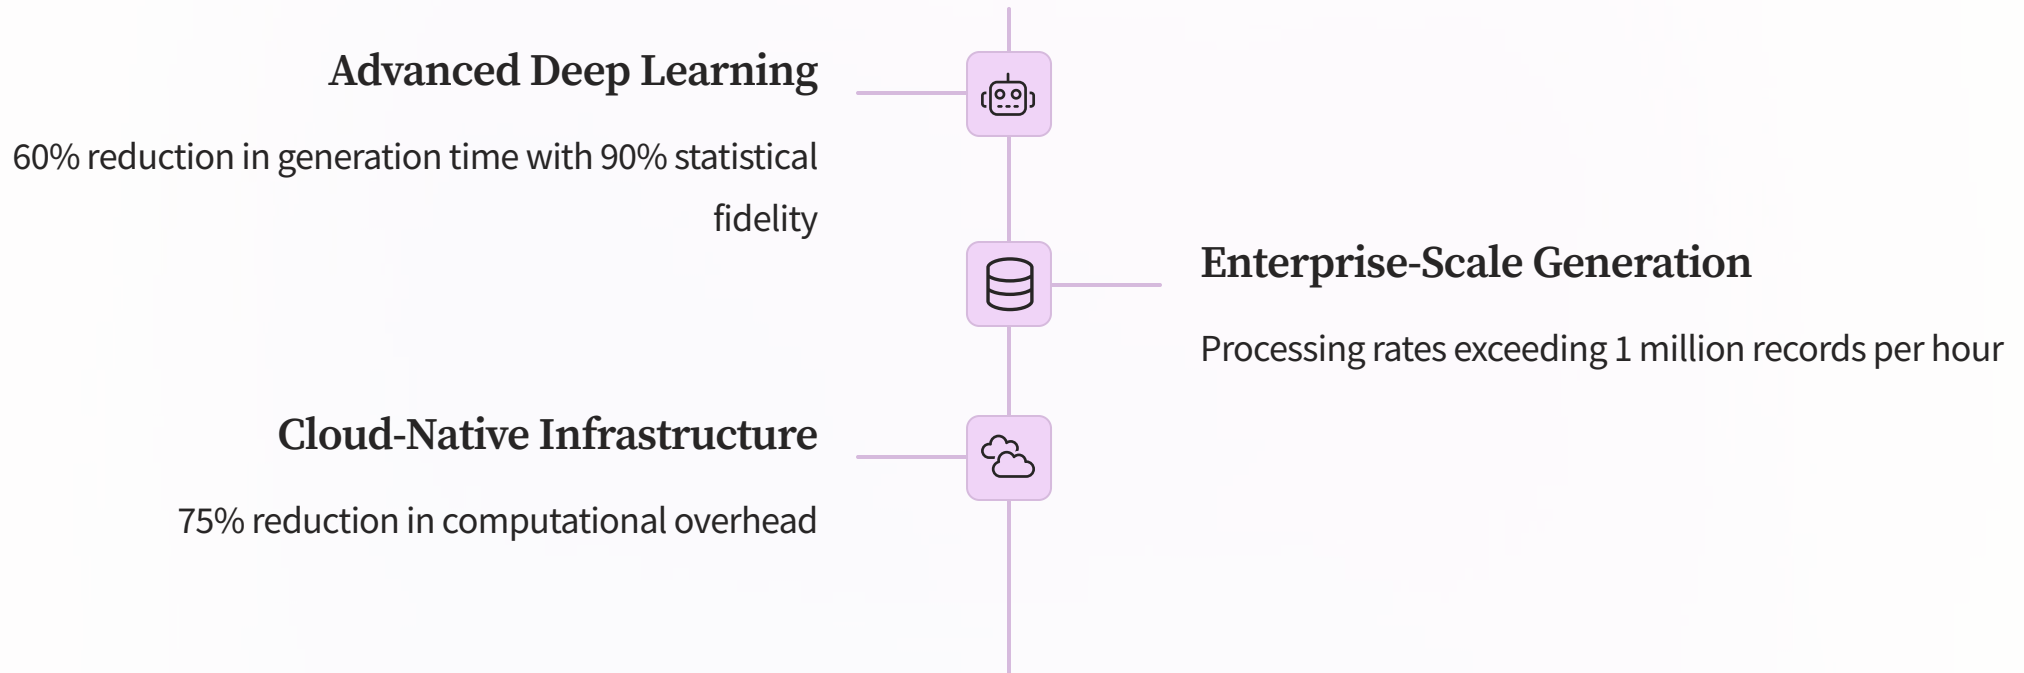 Advanced Deep Learning
60% reduction in generation time with 90% statistical
fidelity
Enterprise-Scale Generation
Processing rates exceeding 1 million records per hour
Cloud-Native Infrastructure
75% reduction in computational overhead